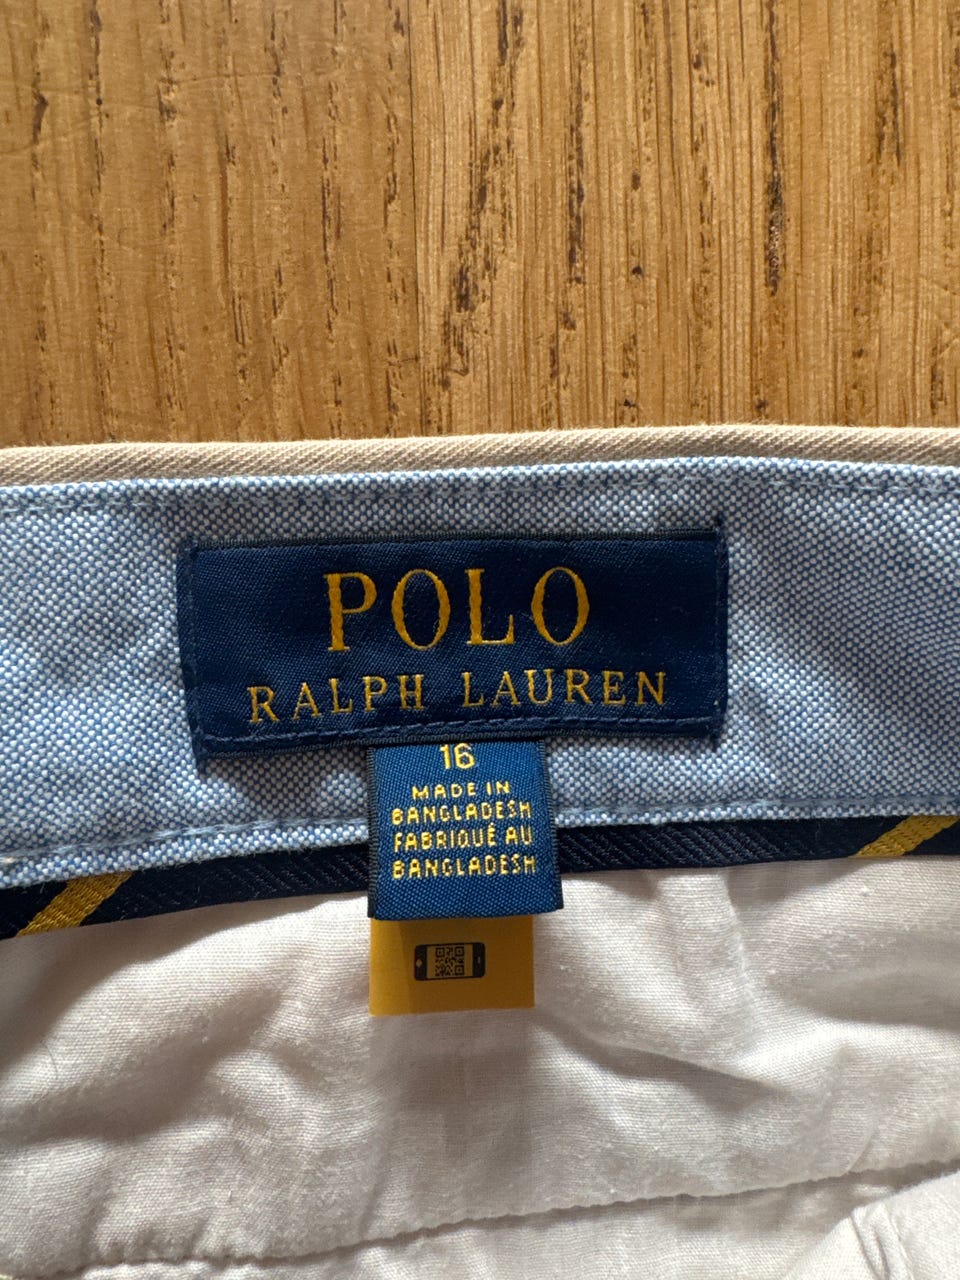 POLO
RALPH LAUREN
16
MADE IN
BANGLADESH
FABRIQUÉ AU
BANGLADESH